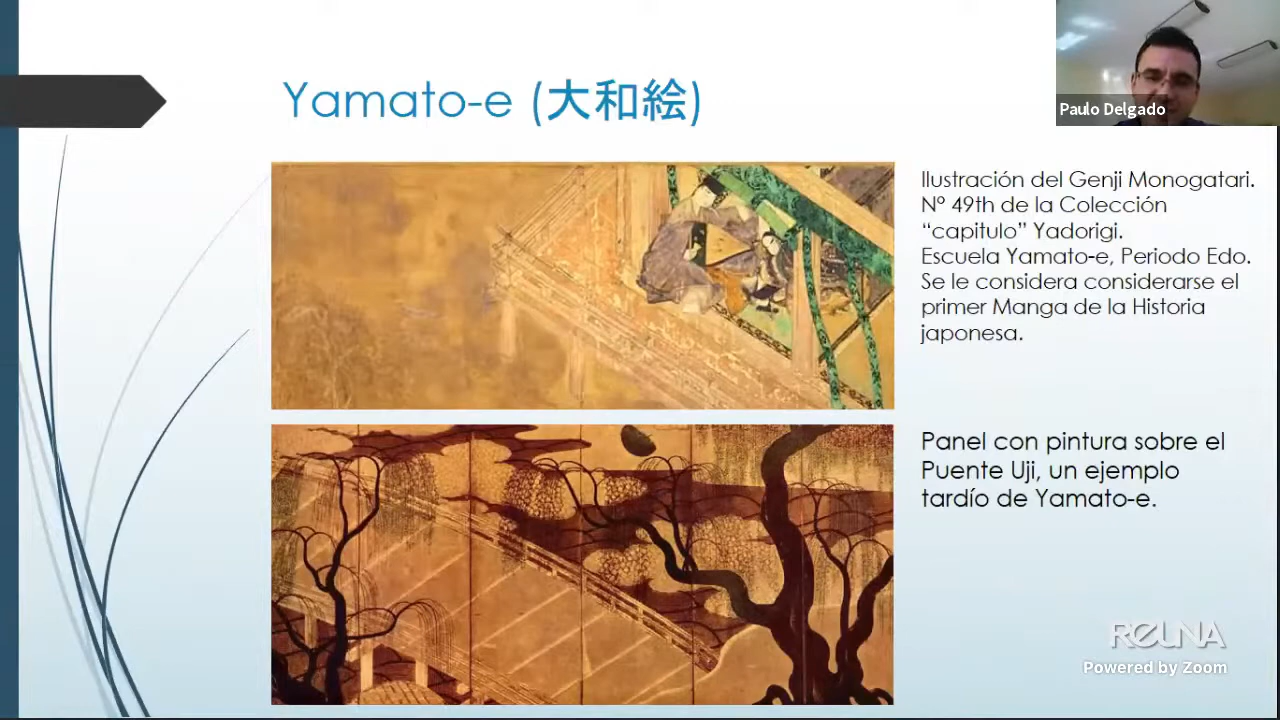 Yamato-e (大和絵)
Paulo Delgado
Ilustración del Genji Monogatari.
N° 49th de la Colección
“capitulo” Yadorigi.
Escuela Yamato-e, Periodo Edo.
Se le considera considerarse el
primer Manga de la Historia
japonesa.
Panel con pintura sobre el
Puente Uji, un ejemplo
tardío de Yamato-e.
REUNA
Powered by Zoom